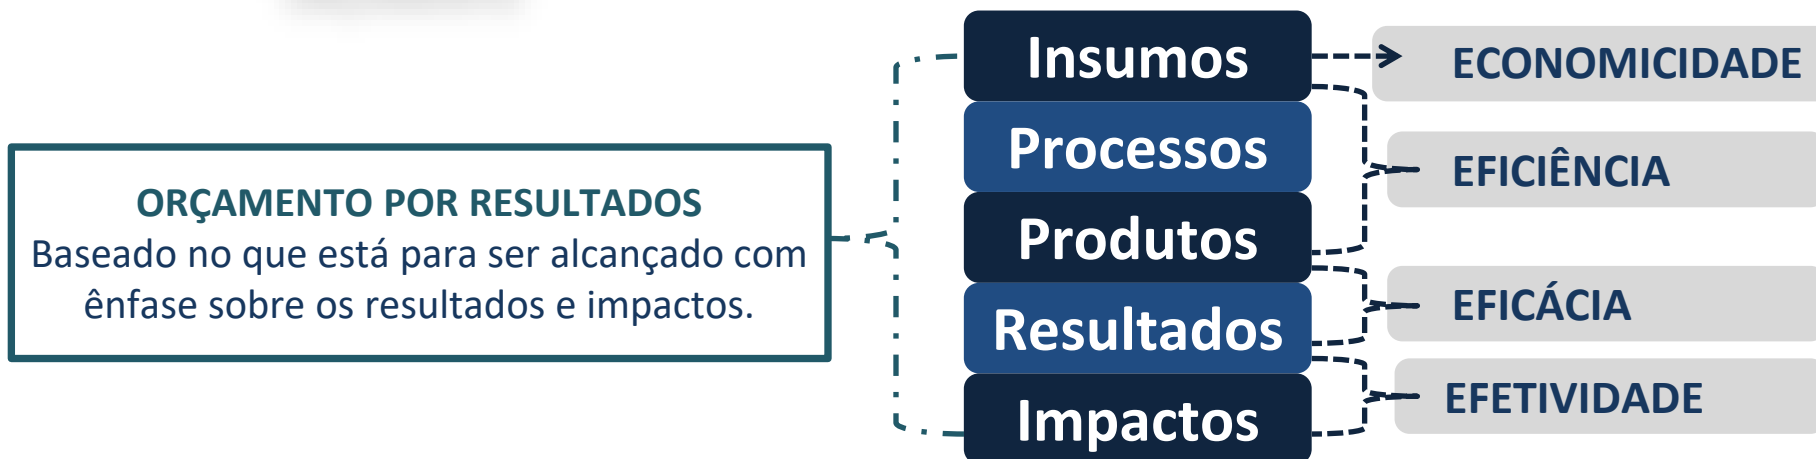 ORÇAMENTO POR RESULTADOS
Baseado no que está para ser alcançado com
ênfase sobre os resultados e impactos.
Insumos
Processos
Produtos
Resultados
Impactos
ECONOMICIDADE
EFICIÊNCIA
EFICÁCIA
EFETIVIDADE